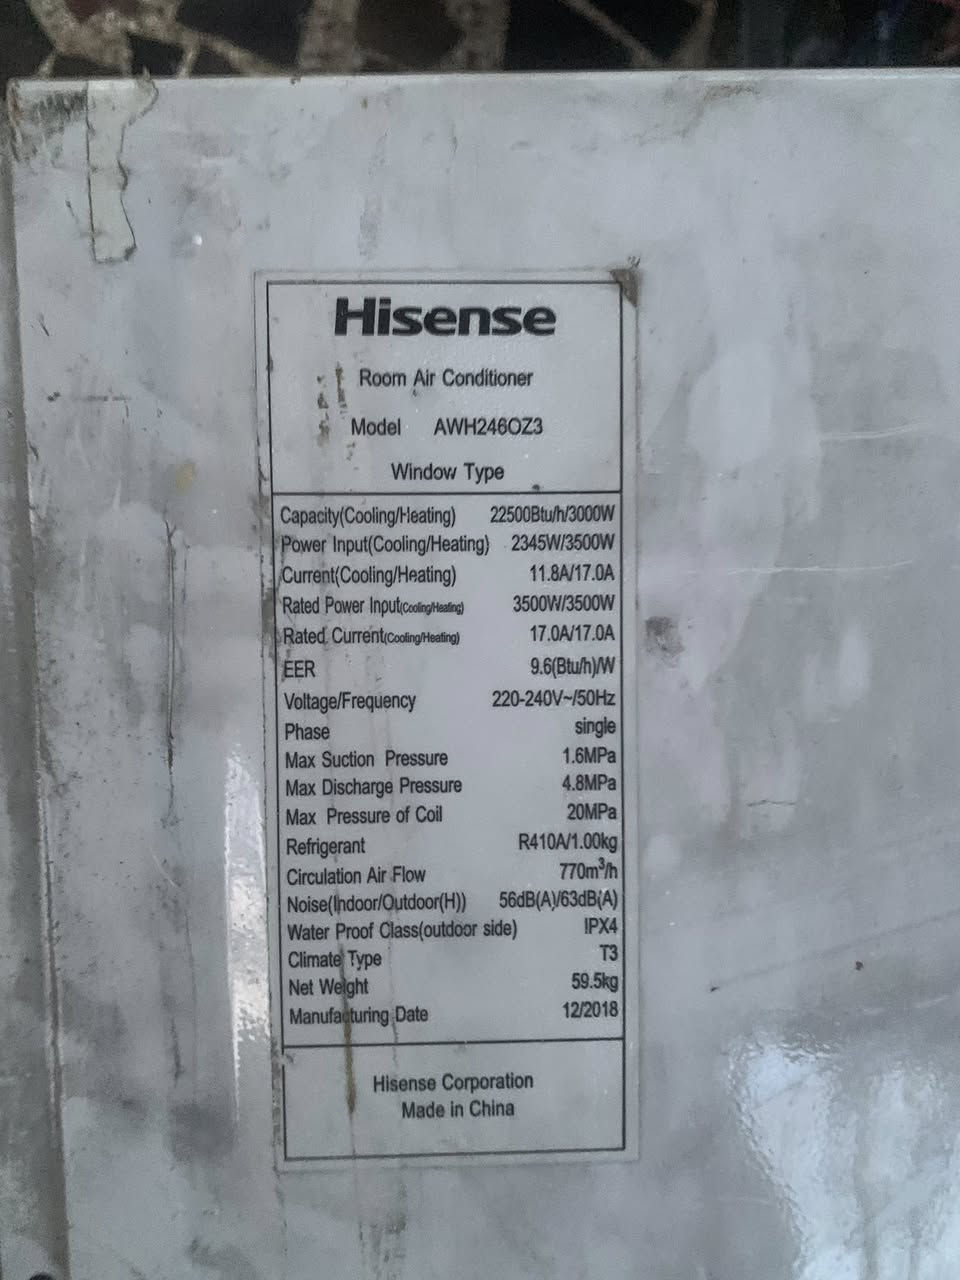 Hisense
Room Air Conditioner
Model AWH246OZ3
Window Type
Capacity(Cooling/Heating) 22500Btu/h/3000W
Power Input(Cooling/Heating) 2345W/3500W
Current(Cooling/Heating) 11.8A/17.0A
Rated Power Input(Cooling/Heating) 3500W/3500W
Rated Current(Cooling/Heating) 17.0A/17.0A
EER 9.6(Btu/h)/W
Voltage/Frequency 220-240V~/50Hz
Phase single
Max Suction Pressure 1.6MPa
Max Discharge Pressure 4.8MPa
Max Pressure of Coil 20MPa
Refrigerant R410A/1.00kg
Circulation Air Flow 770m³/h
Noise(Indoor/Outdoor(H)) 56dB(A)/63dB(A)
Water Proof Class(outdoor side) IPX4
Climate Type T3
Net Weight 59.5kg
Manufacturing Date 12/2018
Hisense Corporation
Made in China